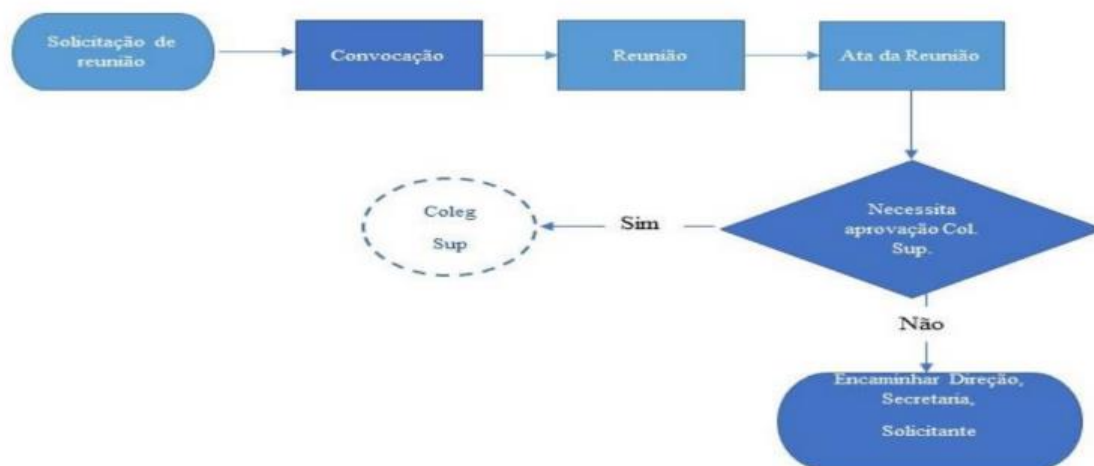 Solicitação de
reunião
Convocação
Reunião
Ata da Reunião
Necessita
aprovação Col.
Sup.
Sim
Coleg
Sup
Não
Encaminhar Direção,
Secretaria,
Solicitante